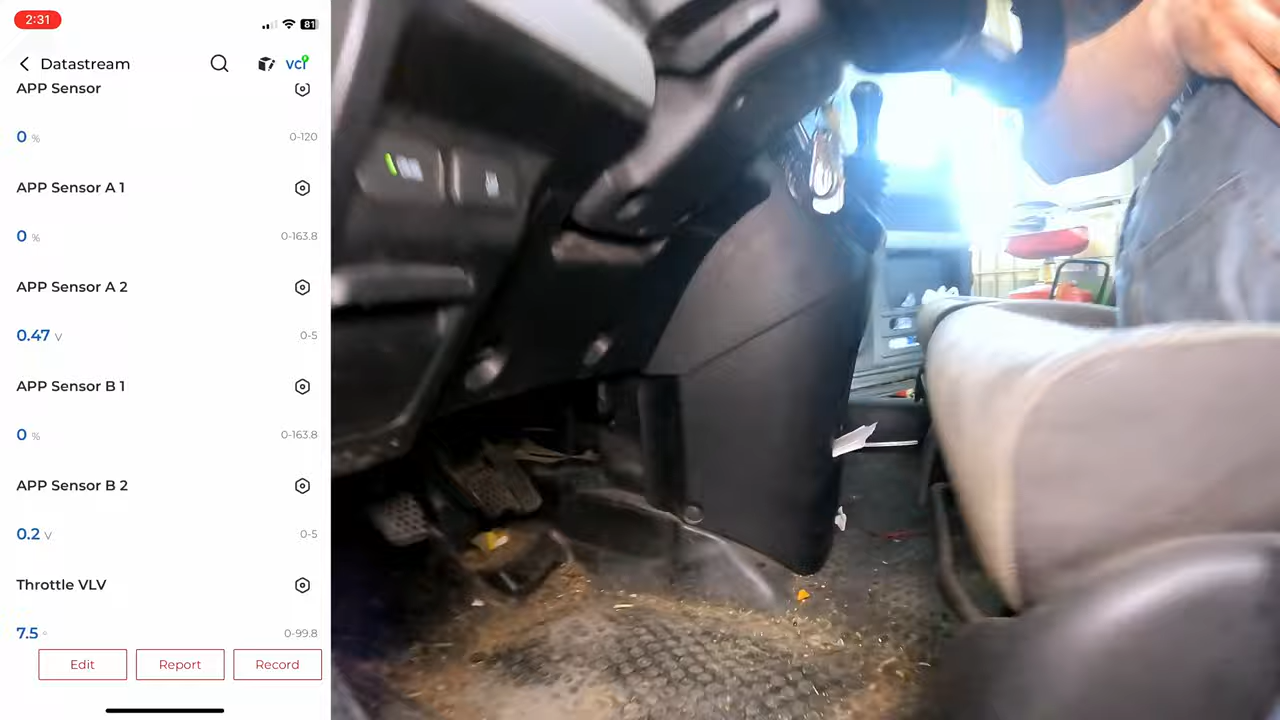 2:31
81
Datastream
vci
APP Sensor
0 %
0-120
APP Sensor A 1
0 %
0-163.8
APP Sensor A 2
0.47 V
0-5
APP Sensor B 1
0 %
0-163.8
APP Sensor B 2
0.2 V
0-5
Throttle VLV
7.5 °
0-99.8
Edit
Report
Record